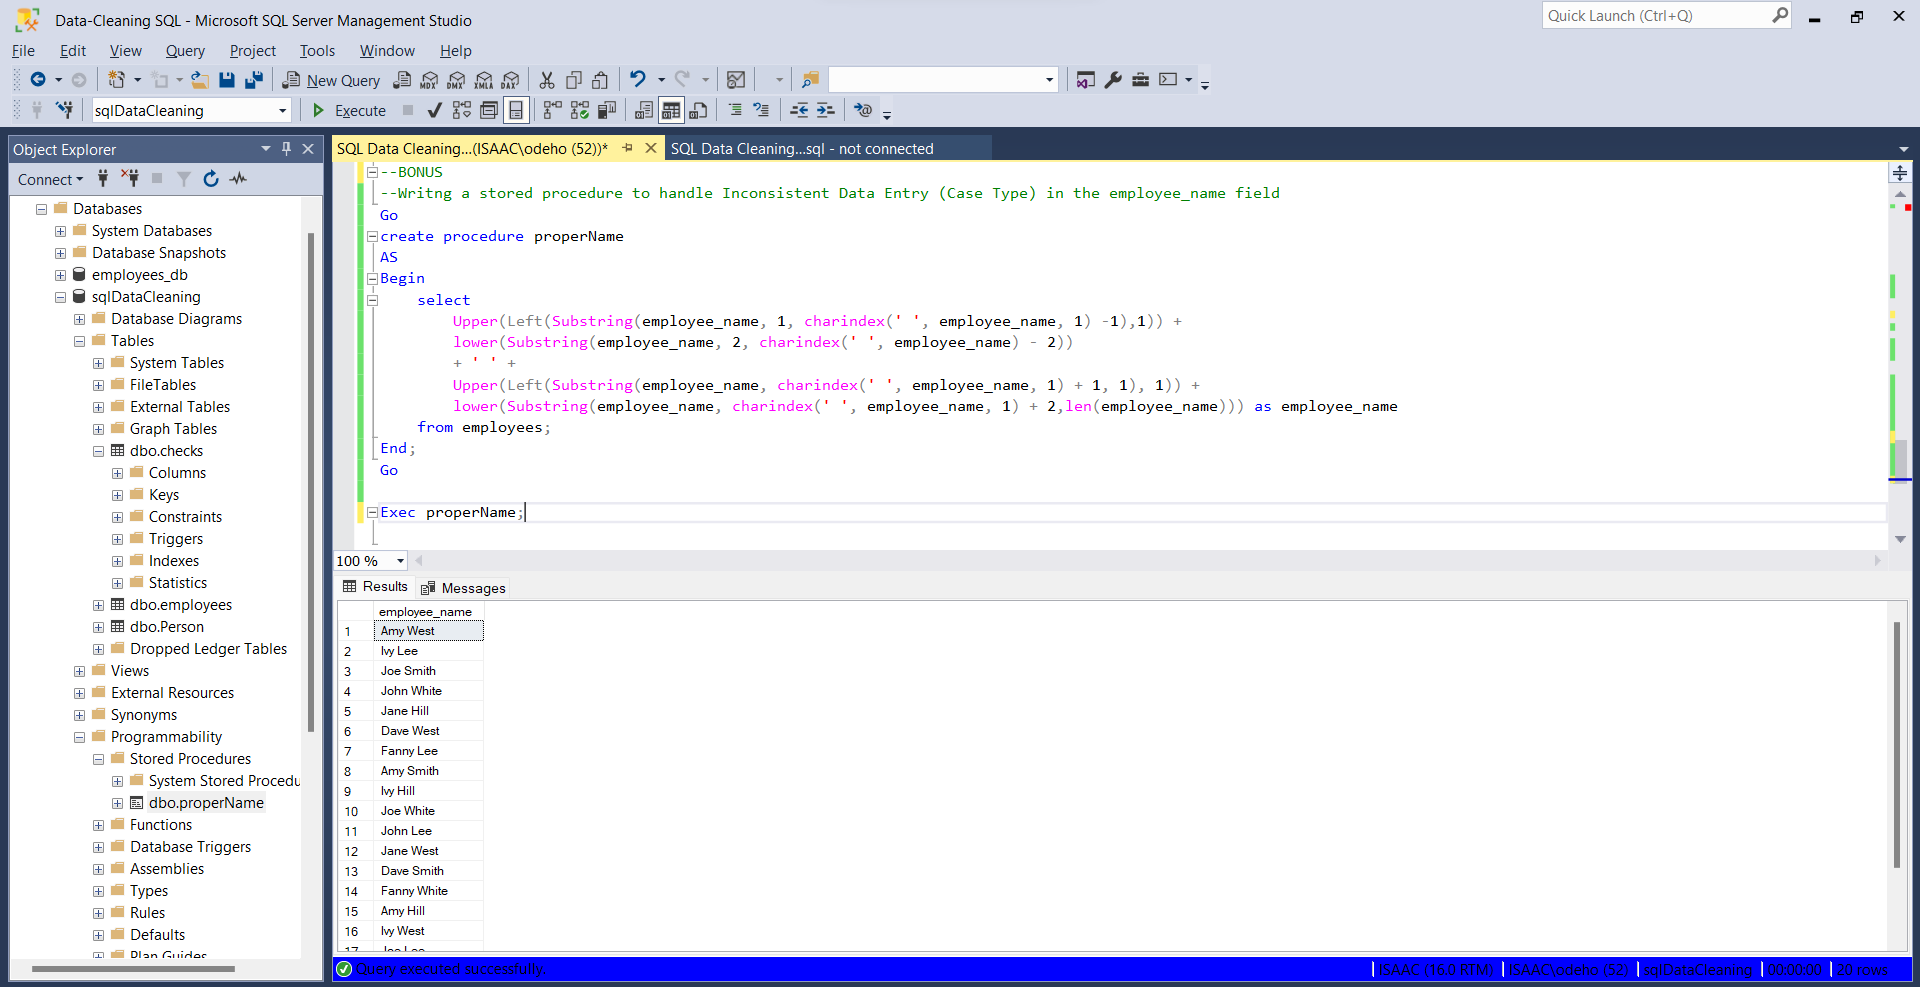 Data-Cleaning SQL - Microsoft SQL Server Management Studio
Quick Launch (Ctrl+Q)
File Edit View Query Project Tools Window Help
New Query MDX DMX XMLA DAX
sqlDataCleaning Execute
Object Explorer
Connect
Databases
System Databases
Database Snapshots
employees_db
sqlDataCleaning
Database Diagrams
Tables
System Tables
FileTables
External Tables
Graph Tables
dbo.checks
Columns
Keys
Constraints
Triggers
Indexes
Statistics
dbo.employees
dbo.Person
Dropped Ledger Tables
Views
External Resources
Synonyms
Programmability
Stored Procedures
System Stored Procedu
dbo.properName
Functions
Database Triggers
Assemblies
Types
Rules
Defaults
Plan Guides
SQL Data Cleaning...(ISAAC\odeho (52))* SQL Data Cleaning...sql - not connected
--BONUS
--Writng a stored procedure to handle Inconsistent Data Entry (Case Type) in the employee_name field
Go
create procedure properName
AS
Begin
select
Upper(Left(Substring(employee_name, 1, charindex(' ', employee_name, 1) -1),1)) +
lower(Substring(employee_name, 2, charindex(' ', employee_name) - 2))
+ ' ' +
Upper(Left(Substring(employee_name, charindex(' ', employee_name, 1) + 1, 1), 1)) +
lower(Substring(employee_name, charindex(' ', employee_name, 1) + 2,len(employee_name))) as employee_name
from employees;
End;
Go
Exec properName;
100 %
Results Messages
employee_name
1 Amy West
2 Ivy Lee
3 Joe Smith
4 John White
5 Jane Hill
6 Dave West
7 Fanny Lee
8 Amy Smith
9 Ivy Hill
10 Joe White
11 John Lee
12 Jane West
13 Dave Smith
14 Fanny White
15 Amy Hill
16 Ivy West
17 Joe Lee
Query executed successfully. ISAAC (16.0 RTM) ISAAC\odeho (52) sqlDataCleaning 00:00:00 20 rows